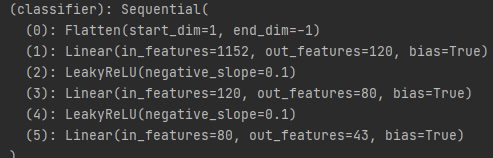 (classifier): Sequential(
(0): Flatten(start_dim=1, end_dim=-1)
(1): Linear(in_features=1152, out_features=120, bias=True)
(2): LeakyReLU(negative_slope=0.1)
(3): Linear(in_features=120, out_features=80, bias=True)
(4): LeakyReLU(negative_slope=0.1)
(5): Linear(in_features=80, out_features=43, bias=True)
)